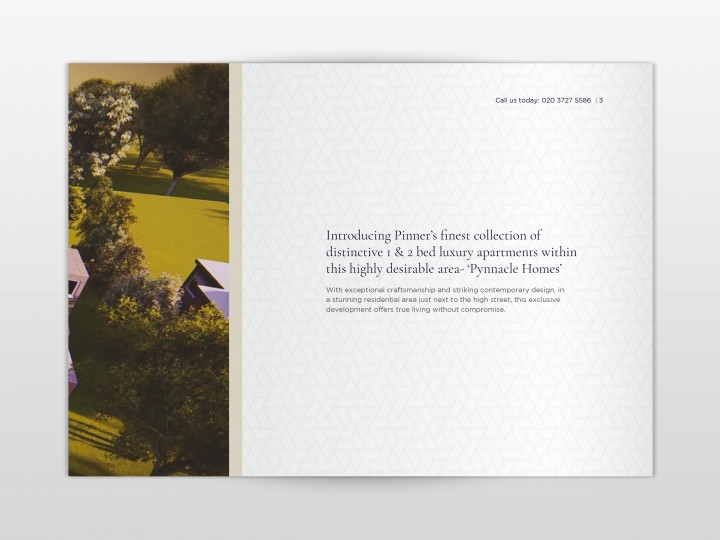 Call us today: 020 3727 5586 | 3
Introducing Pinner's finest collection of
distinctive 1 & 2 bed luxury apartments within
this highly desirable area- ‘Pynnacle Homes’
With exceptional craftsmanship and striking contemporary design, in
a stunning residential area just next to the high street, this exclusive
development offers true living without compromise.